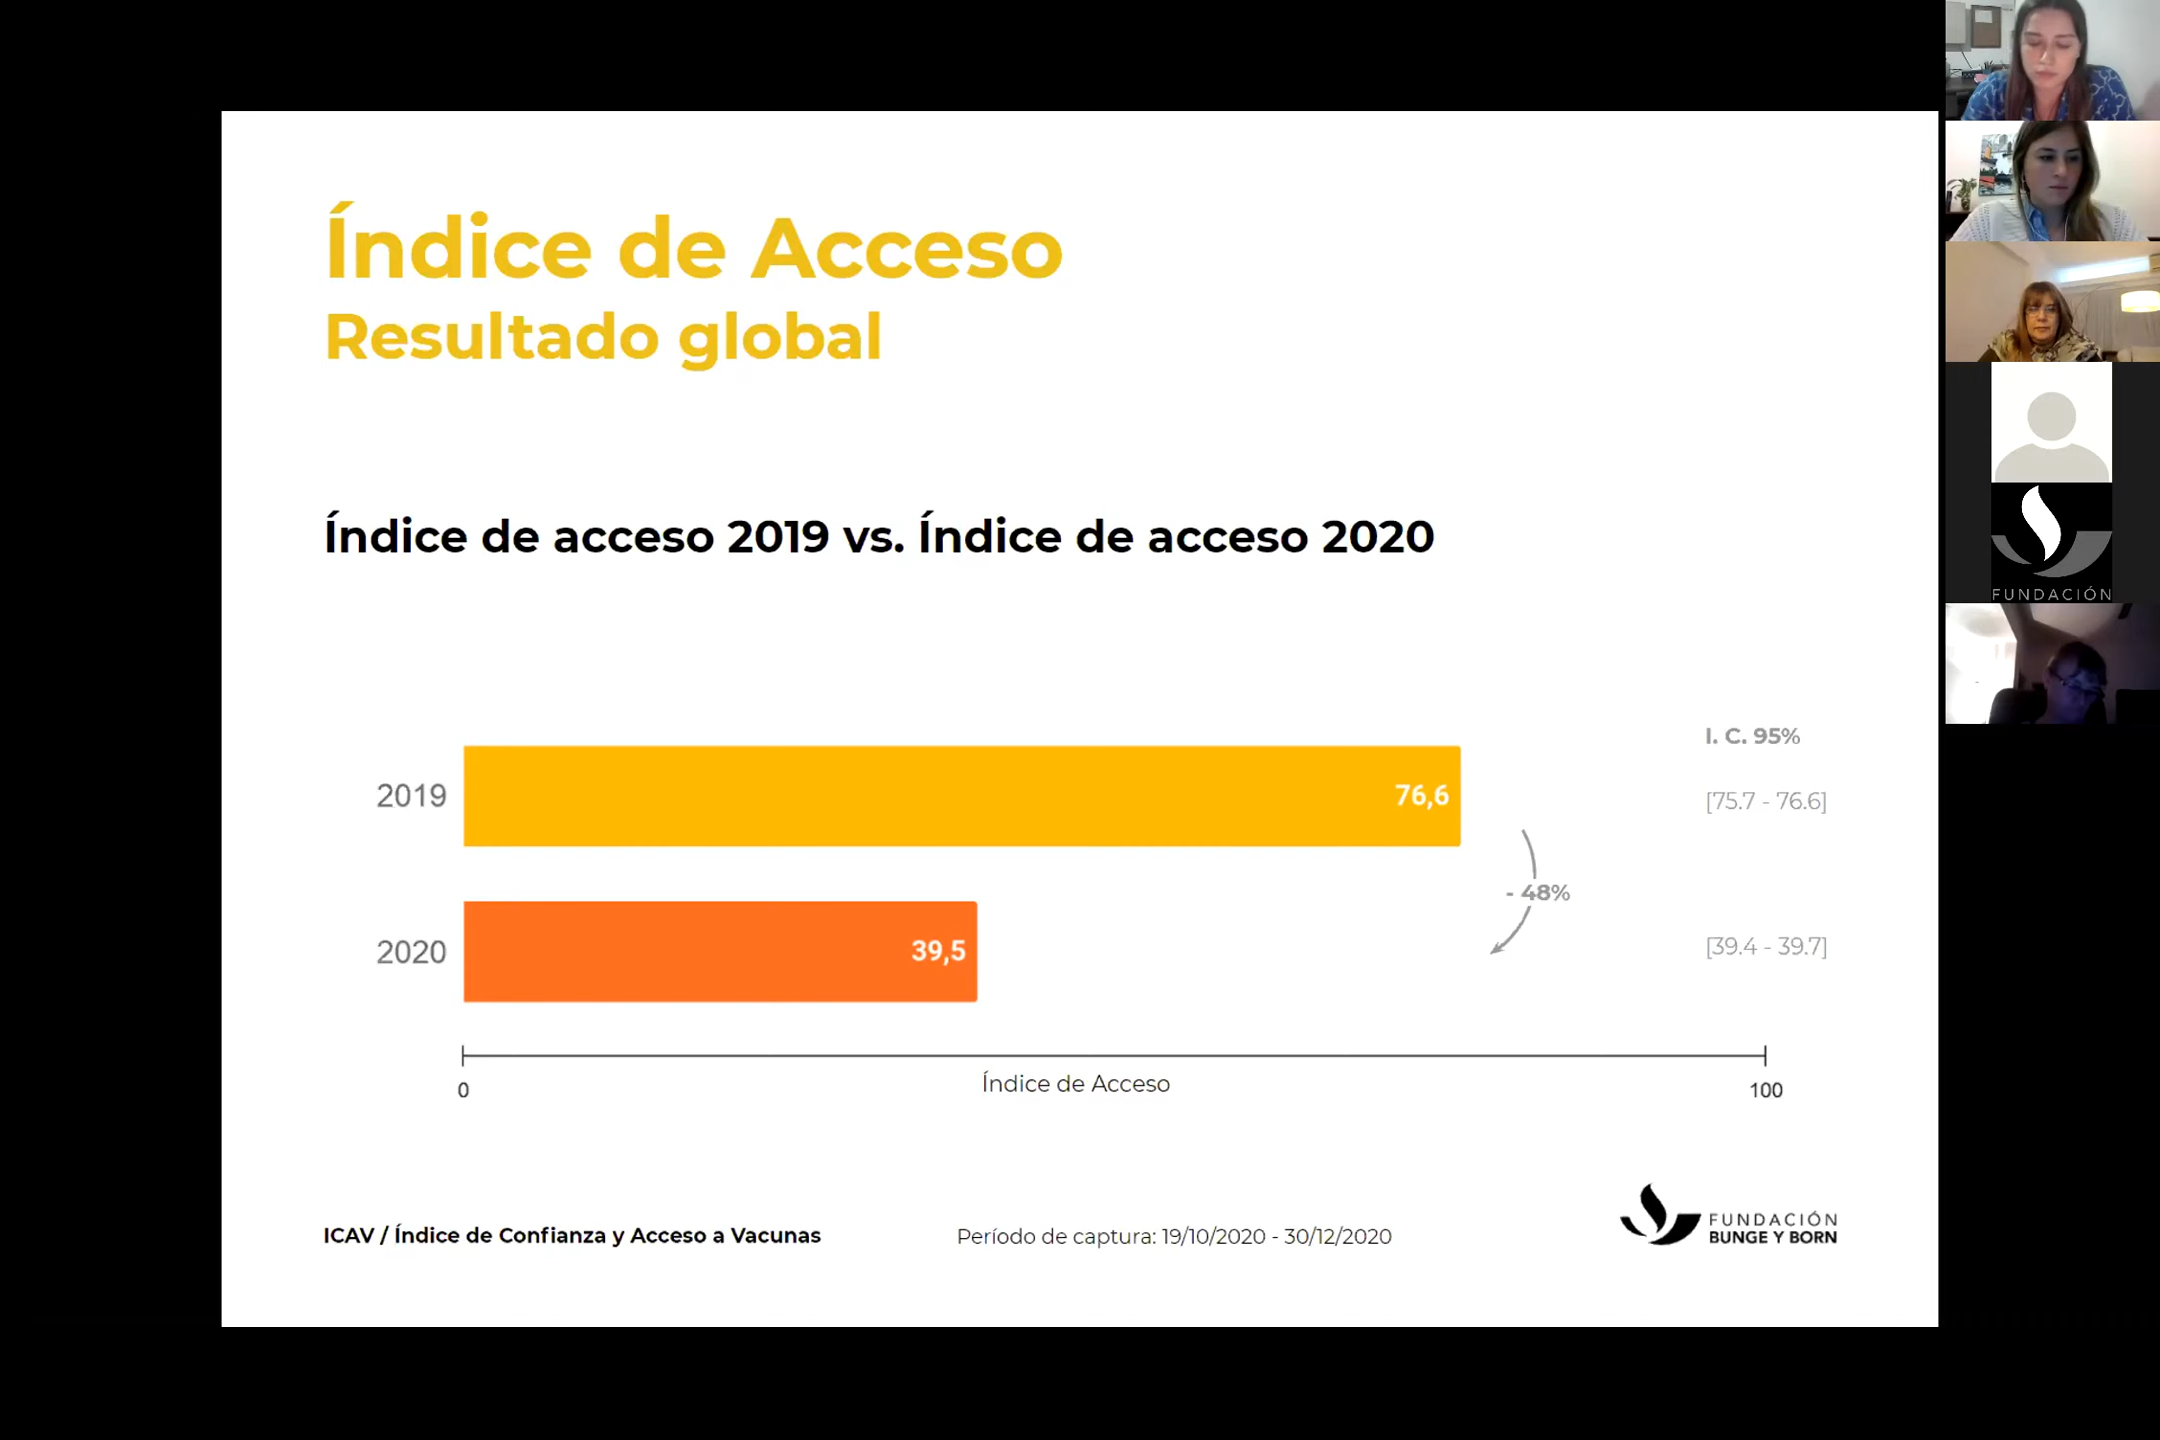 Índice de Acceso
Resultado global
Índice de acceso 2019 vs. Índice de acceso 2020
I. C. 95%
2019
76,6
[75.7 - 76.6]
- 48%
2020
39,5
[39.4 - 39.7]
0
Índice de Acceso
100
ICAV / Índice de Confianza y Acceso a Vacunas
Período de captura: 19/10/2020 - 30/12/2020
FUNDACIÓN
BUNGE Y BORN
FUNDACIÓN